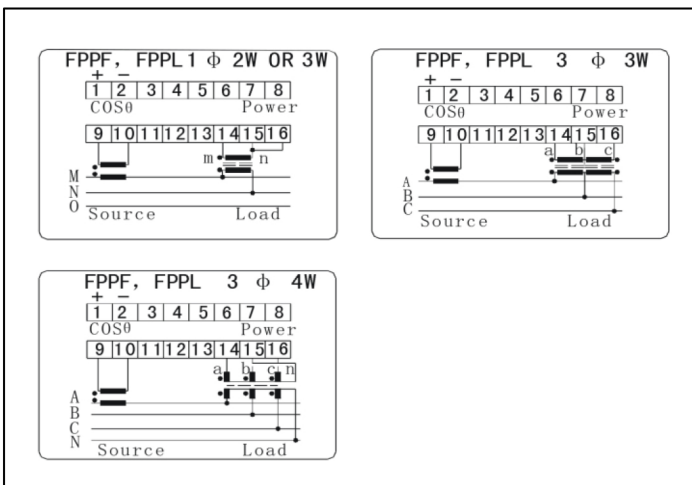 FPPF, FPPL 1 ф 2W OR 3W
+ −
1 2 3 4 5 6 7 8
COSθ Power
9 10 11 12 13 14 15 16
m n
M
N
O
Source Load
FPPF, FPPL 3 ф 3W
+ −
1 2 3 4 5 6 7 8
COSθ Power
9 10 11 12 13 14 15 16
a b c
A
B
C
Source Load
FPPF, FPPL 3 ф 4W
+ −
1 2 3 4 5 6 7 8
COSθ Power
9 10 11 12 13 14 15 16
a b c n
A
B
C
N
Source Load